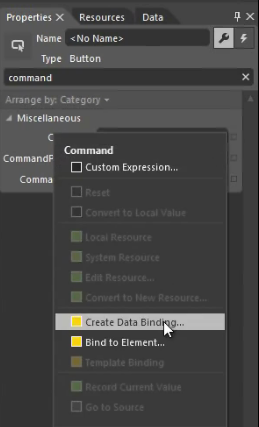 Properties × Resources Data
Name <No Name>
Type Button
command
Arrange by: Category
Miscellaneous
Command
Custom Expression...
CommandP
Reset
Comma
Convert to Local Value
Local Resource
System Resource
Edit Resource...
Convert to New Resource...
Create Data Binding...
Bind to Element...
Template Binding
Record Current Value
Go to Source